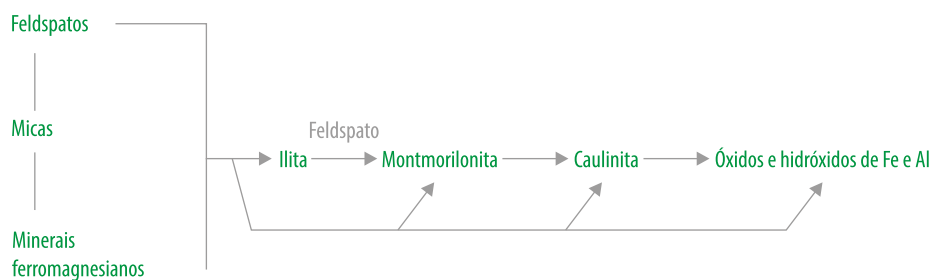 Feldspatos
Micas
Minerais
ferromagnesianos
Feldspato
Ilita
Montmorilonita
Caulinita
Óxidos e hidróxidos de Fe e Al